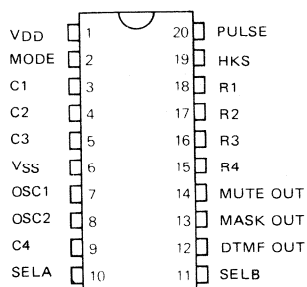 VDD 1 20 PULSE
MODE 2 19 HKS
C1 3 18 R1
C2 4 17 R2
C3 5 16 R3
VSS 6 15 R4
OSC1 7 14 MUTE OUT
OSC2 8 13 MASK OUT
C4 9 12 DTMF OUT
SELA 10 11 SELB